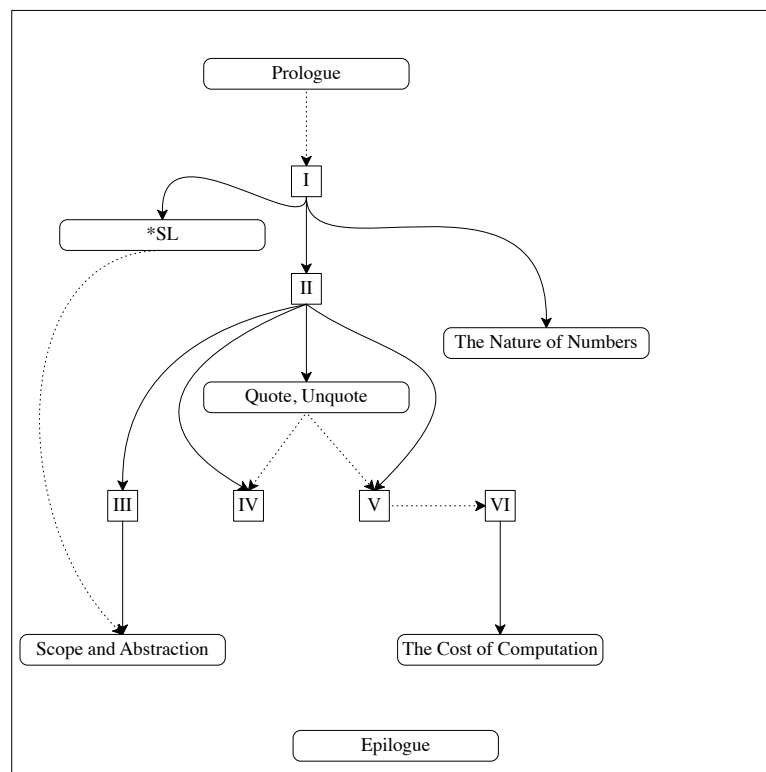 Prologue
I
*SL
II
The Nature of Numbers
Quote, Unquote
III
IV
V
VI
Scope and Abstraction
The Cost of Computation
Epilogue